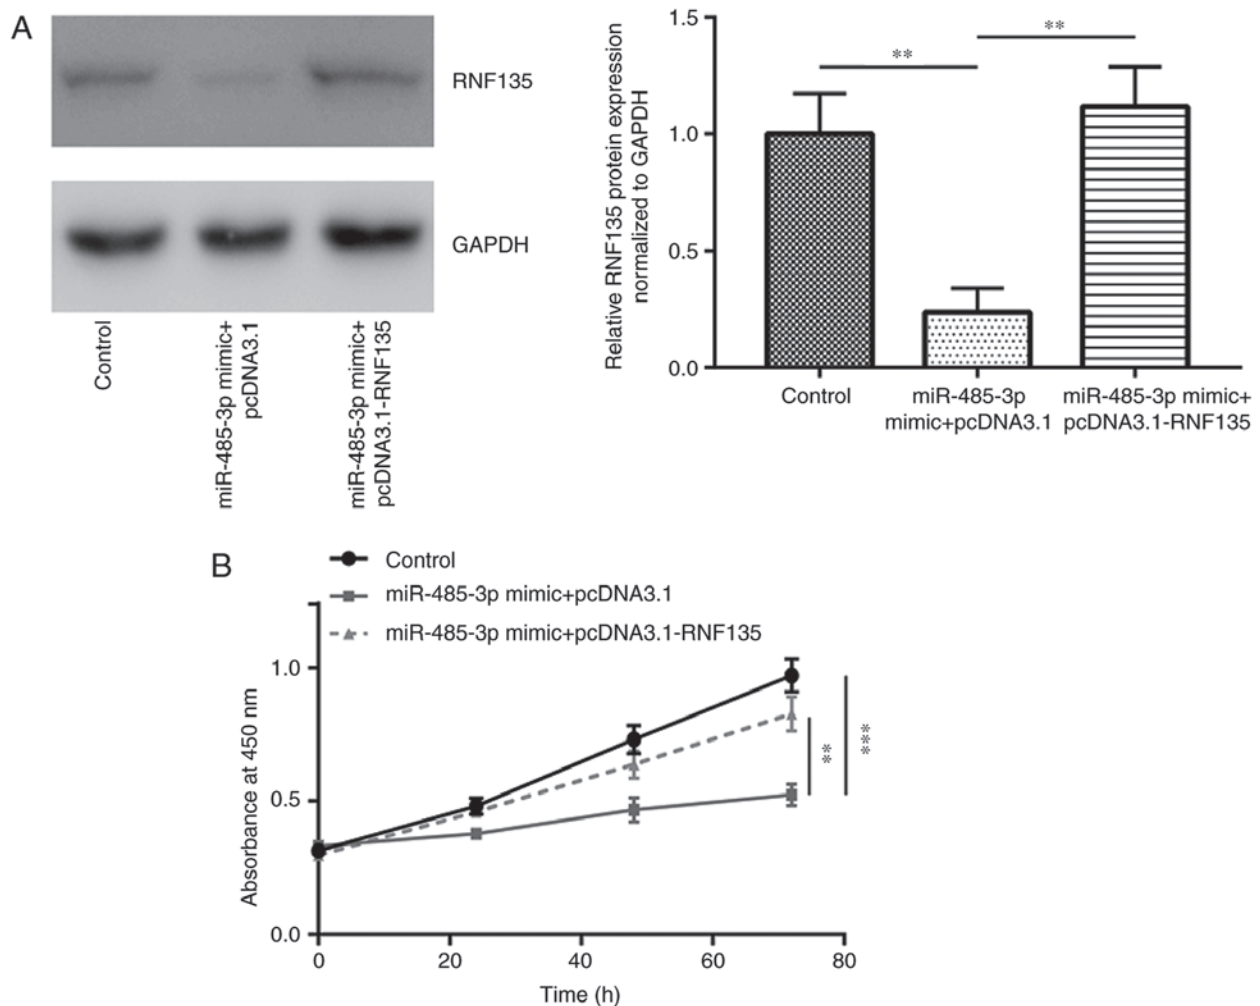 A
RNF135
GAPDH
Control
miR-485-3p mimic+
pcDNA3.1
miR-485-3p mimic+
pcDNA3.1-RNF135
Relative RNF135 protein expression
normalized to GAPDH
1.5
1.0
0.5
0.0
**
**
Control
miR-485-3p
mimic+pcDNA3.1
miR-485-3p mimic+
pcDNA3.1-RNF135
B
Control
miR-485-3p mimic+pcDNA3.1
miR-485-3p mimic+pcDNA3.1-RNF135
Absorbance at 450 nm
1.0
0.5
0.0
**
***
0 20 40 60 80
Time (h)